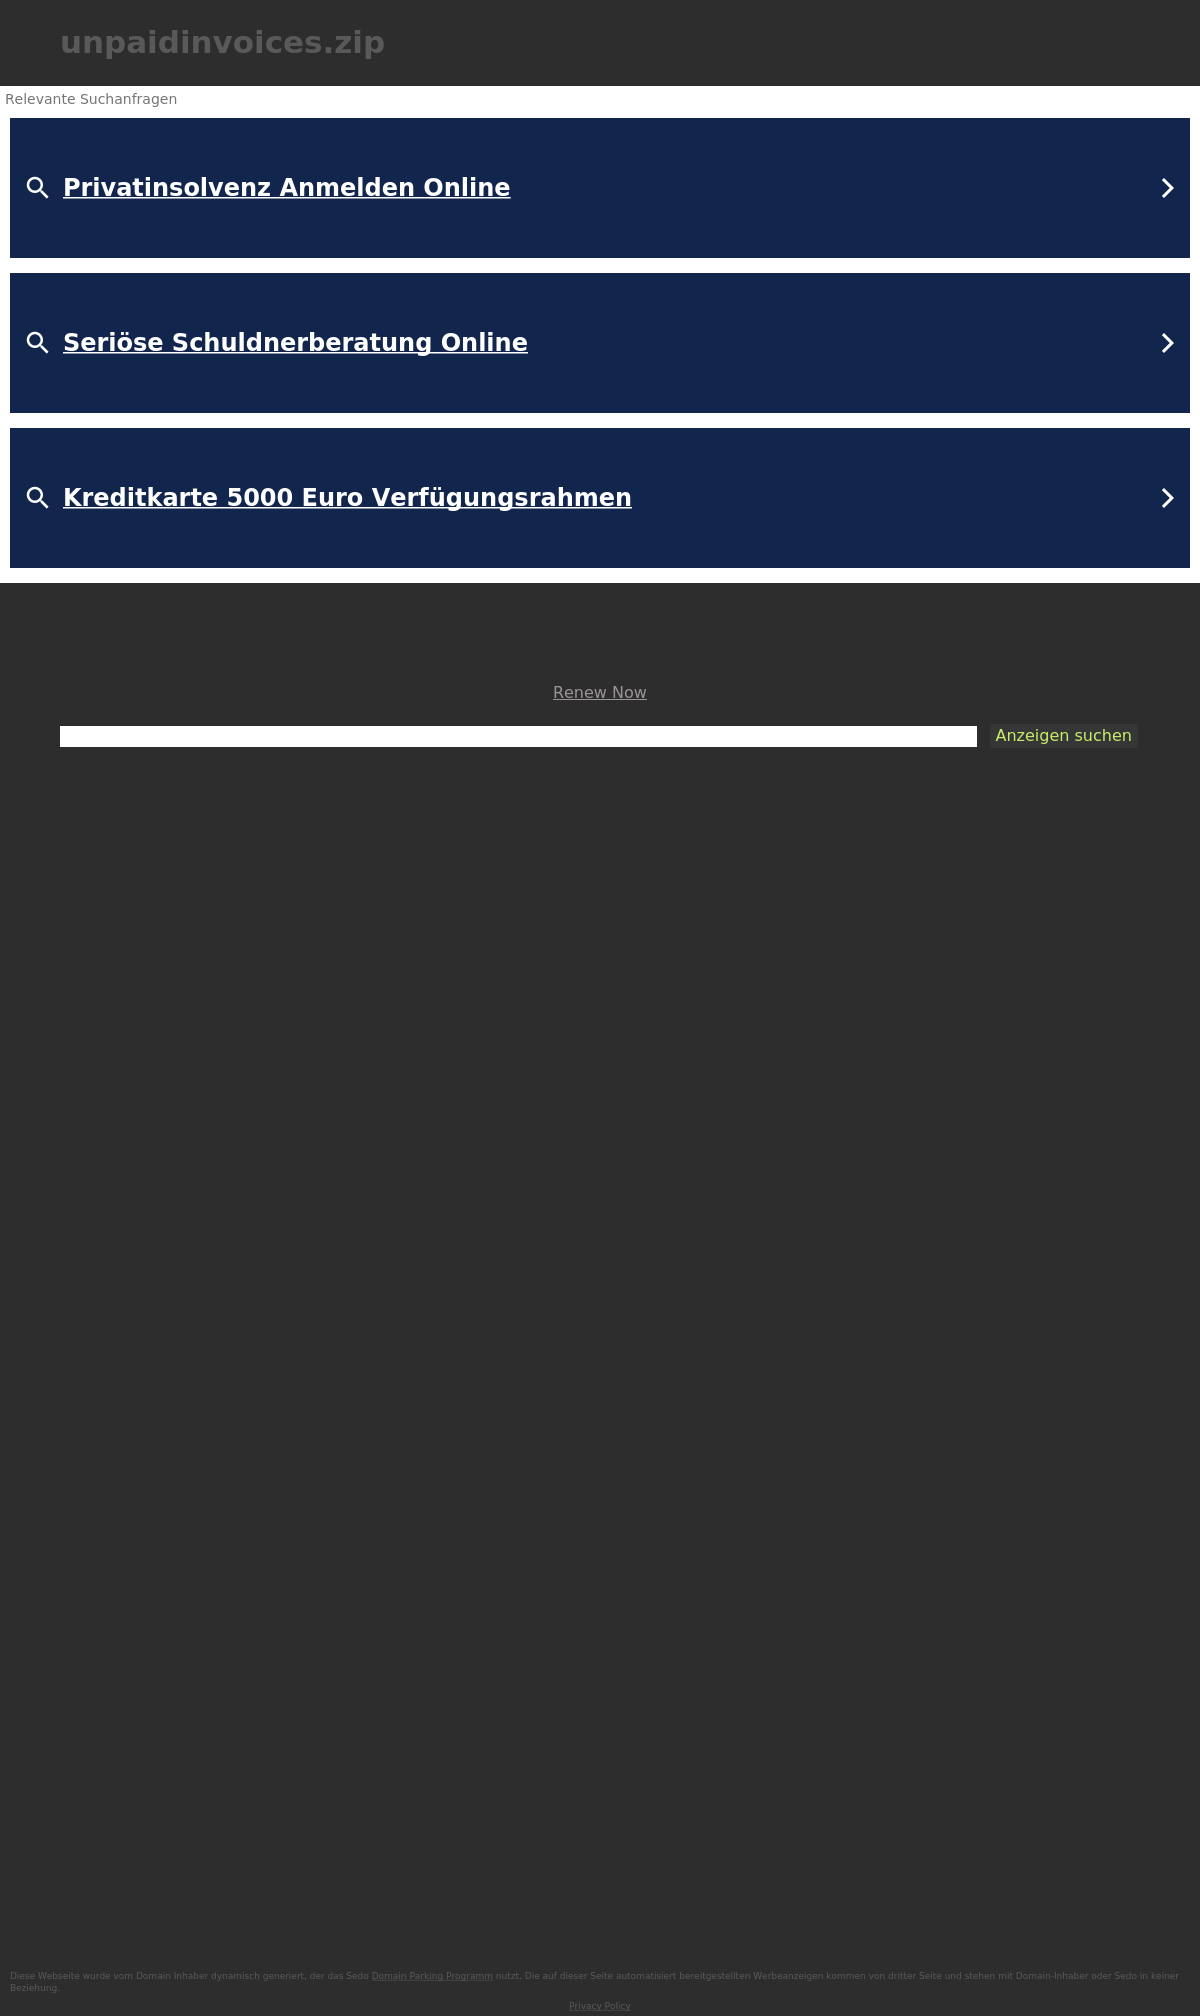 unpaidinvoices.zip
Relevante Suchanfragen
Privatinsolvenz Anmelden Online
Seriöse Schuldnerberatung Online
Kreditkarte 5000 Euro Verfügungsrahmen
Renew Now
Anzeigen suchen
Diese Webseite wurde vom Domain Inhaber dynamisch generiert, der das Sedo Domain Parking Programm nutzt. Die auf dieser Seite automatisiert bereitgestellten Werbeanzeigen kommen von dritter Seite und stehen mit Domain-Inhaber oder Sedo in keiner
Beziehung.
Privacy Policy